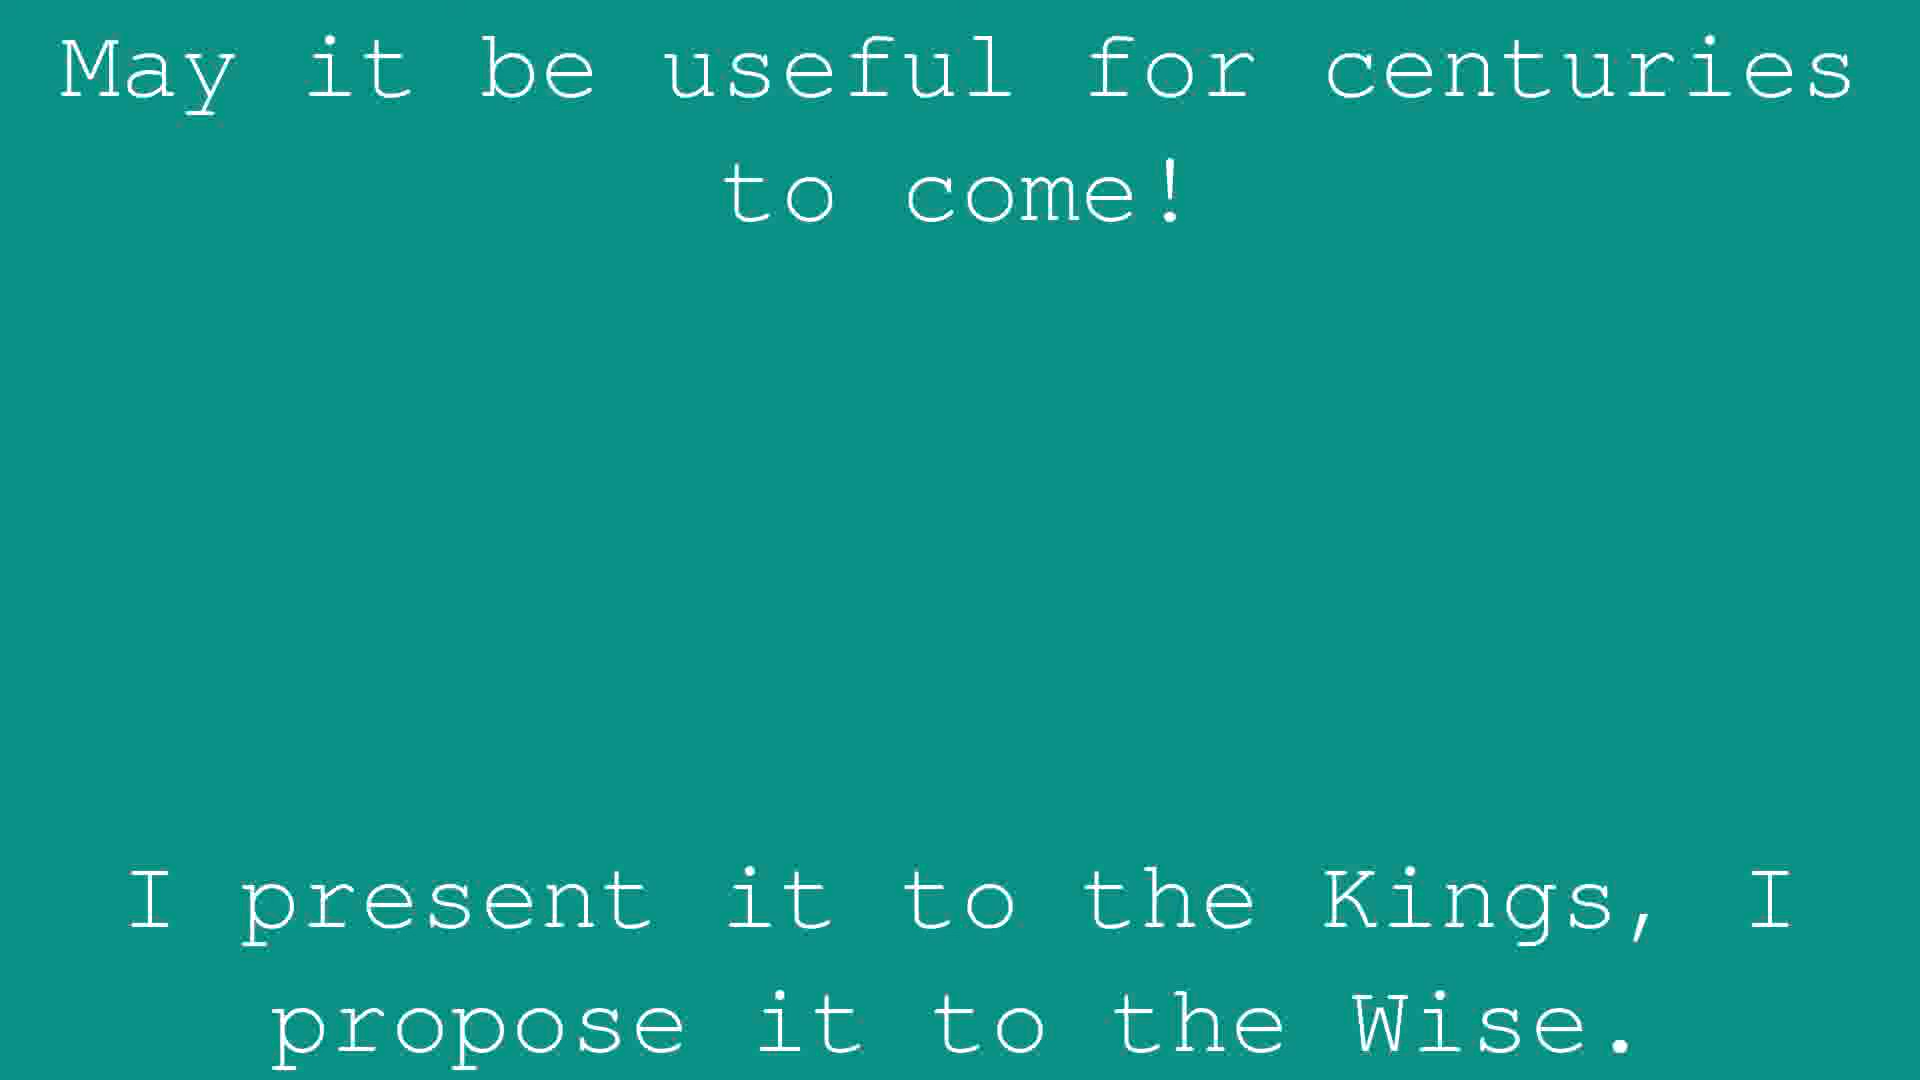 May it be useful for centuries
to come!
I present it to the Kings, I
propose it to the Wise.